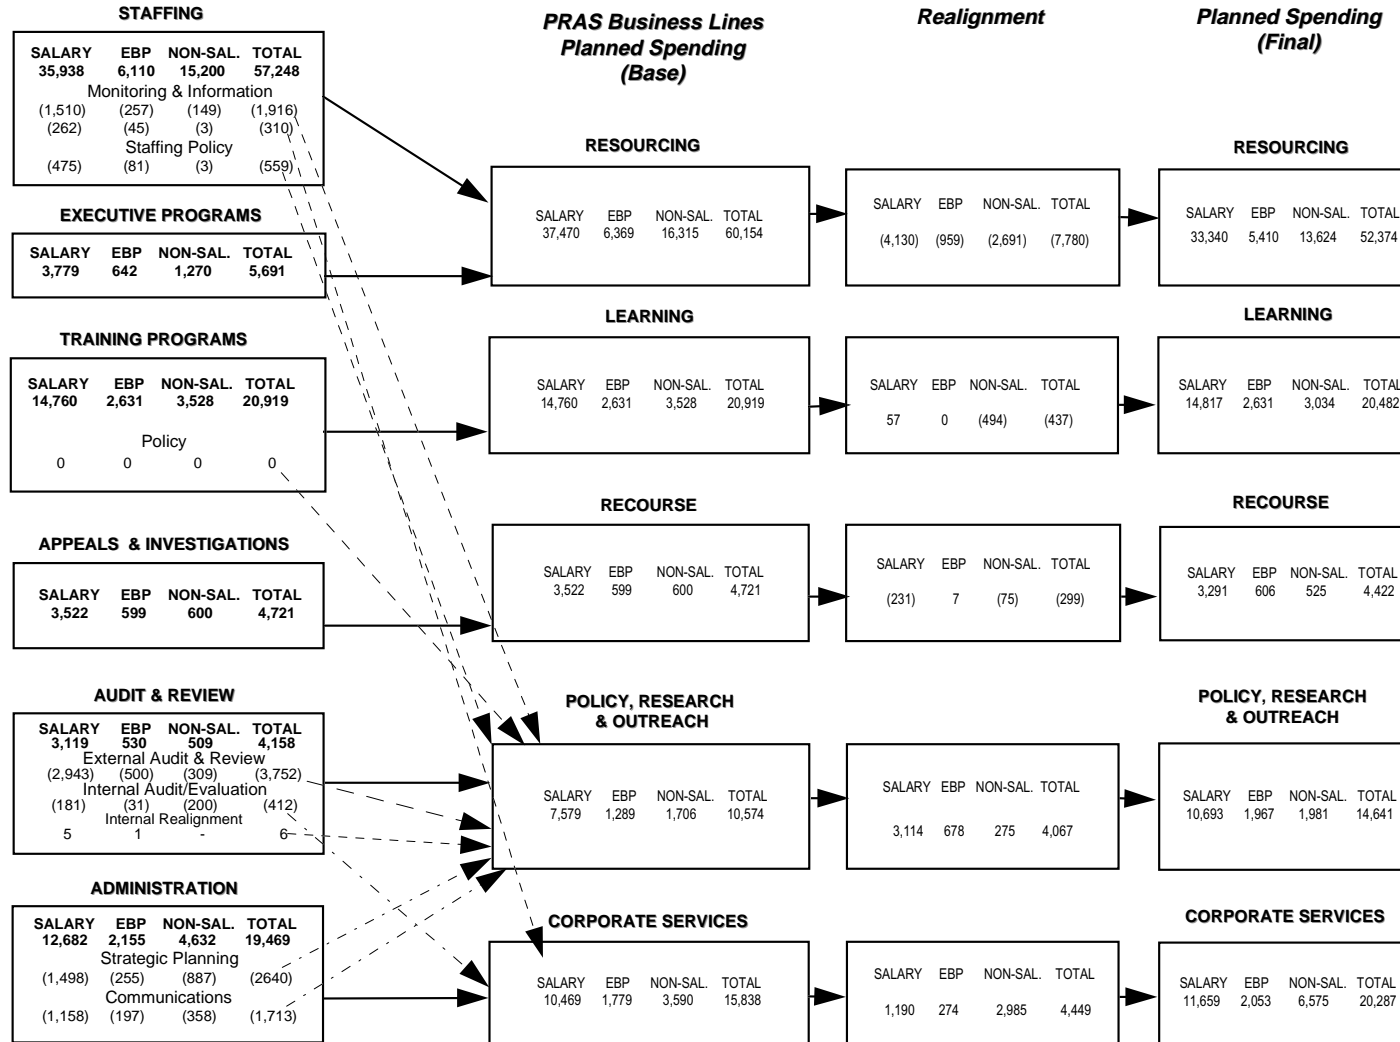 STAFFING
SALARY EBP NON-SAL. TOTAL
35,938 6,110 15,200 57,248
Monitoring & Information
(1,510) (257) (149) (1,916)
(262) (45) (3) (310)
Staffing Policy
(475) (81) (3) (559)
EXECUTIVE PROGRAMS
SALARY EBP NON-SAL. TOTAL
3,779 642 1,270 5,691
TRAINING PROGRAMS
SALARY EBP NON-SAL. TOTAL
14,760 2,631 3,528 20,919
Policy
0 0 0 0
APPEALS & INVESTIGATIONS
SALARY EBP NON-SAL. TOTAL
3,522 599 600 4,721
AUDIT & REVIEW
SALARY EBP NON-SAL. TOTAL
3,119 530 509 4,158
External Audit & Review
(2,943) (500) (309) (3,752)
Internal Audit/Evaluation
(181) (31) (200) (412)
Internal Realignment
5 1 - 6
ADMINISTRATION
SALARY EBP NON-SAL. TOTAL
12,682 2,155 4,632 19,469
Strategic Planning
(1,498) (255) (887) (2640)
Communications
(1,158) (197) (358) (1,713)
PRAS Business Lines
Planned Spending
(Base)
RESOURCING
SALARY EBP NON-SAL. TOTAL
37,470 6,369 16,315 60,154
LEARNING
SALARY EBP NON-SAL. TOTAL
14,760 2,631 3,528 20,919
RECOURSE
SALARY EBP NON-SAL. TOTAL
3,522 599 600 4,721
POLICY, RESEARCH
& OUTREACH
SALARY EBP NON-SAL. TOTAL
7,579 1,289 1,706 10,574
CORPORATE SERVICES
SALARY EBP NON-SAL. TOTAL
10,469 1,779 3,590 15,838
Realignment
SALARY EBP NON-SAL. TOTAL
(4,130) (959) (2,691) (7,780)
SALARY EBP NON-SAL. TOTAL
57 0 (494) (437)
SALARY EBP NON-SAL. TOTAL
(231) 7 (75) (299)
SALARY EBP NON-SAL. TOTAL
3,114 678 275 4,067
SALARY EBP NON-SAL. TOTAL
1,190 274 2,985 4,449
Planned Spending
(Final)
RESOURCING
SALARY EBP NON-SAL. TOTAL
33,340 5,410 13,624 52,374
LEARNING
SALARY EBP NON-SAL. TOTAL
14,817 2,631 3,034 20,482
RECOURSE
SALARY EBP NON-SAL. TOTAL
3,291 606 525 4,422
POLICY, RESEARCH
& OUTREACH
SALARY EBP NON-SAL. TOTAL
10,693 1,967 1,981 14,641
CORPORATE SERVICES
SALARY EBP NON-SAL. TOTAL
11,659 2,053 6,575 20,287